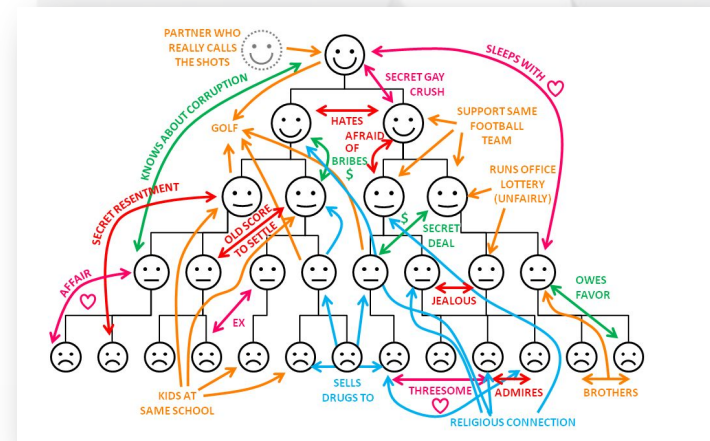 PARTNER WHO
REALLY CALLS
THE SHOTS
SLEEPS WITH
SECRET GAY
CRUSH
KNOWS ABOUT CORRUPTION
GOLF
HATES
AFRAID
OF
BRIBES
$
SUPPORT SAME
FOOTBALL
TEAM
RUNS OFFICE
LOTTERY
(UNFAIRLY)
SECRET RESENTMENT
OLD SCORE
TO SETTLE
$
SECRET
DEAL
AFFAIR
JEALOUS
OWES
FAVOR
EX
KIDS AT
SAME SCHOOL
SELLS
DRUGS TO
THREESOME
ADMIRES
BROTHERS
RELIGIOUS CONNECTION